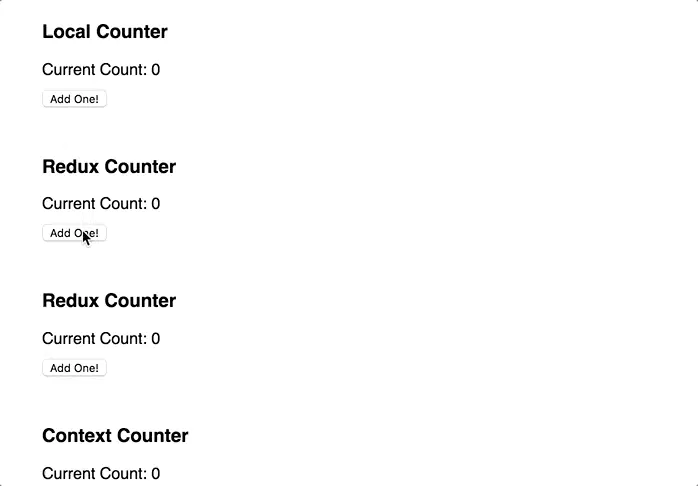 Local Counter
Current Count: 0
Add One!
Redux Counter
Current Count: 0
Add One!
Redux Counter
Current Count: 0
Add One!
Context Counter
Current Count: 0